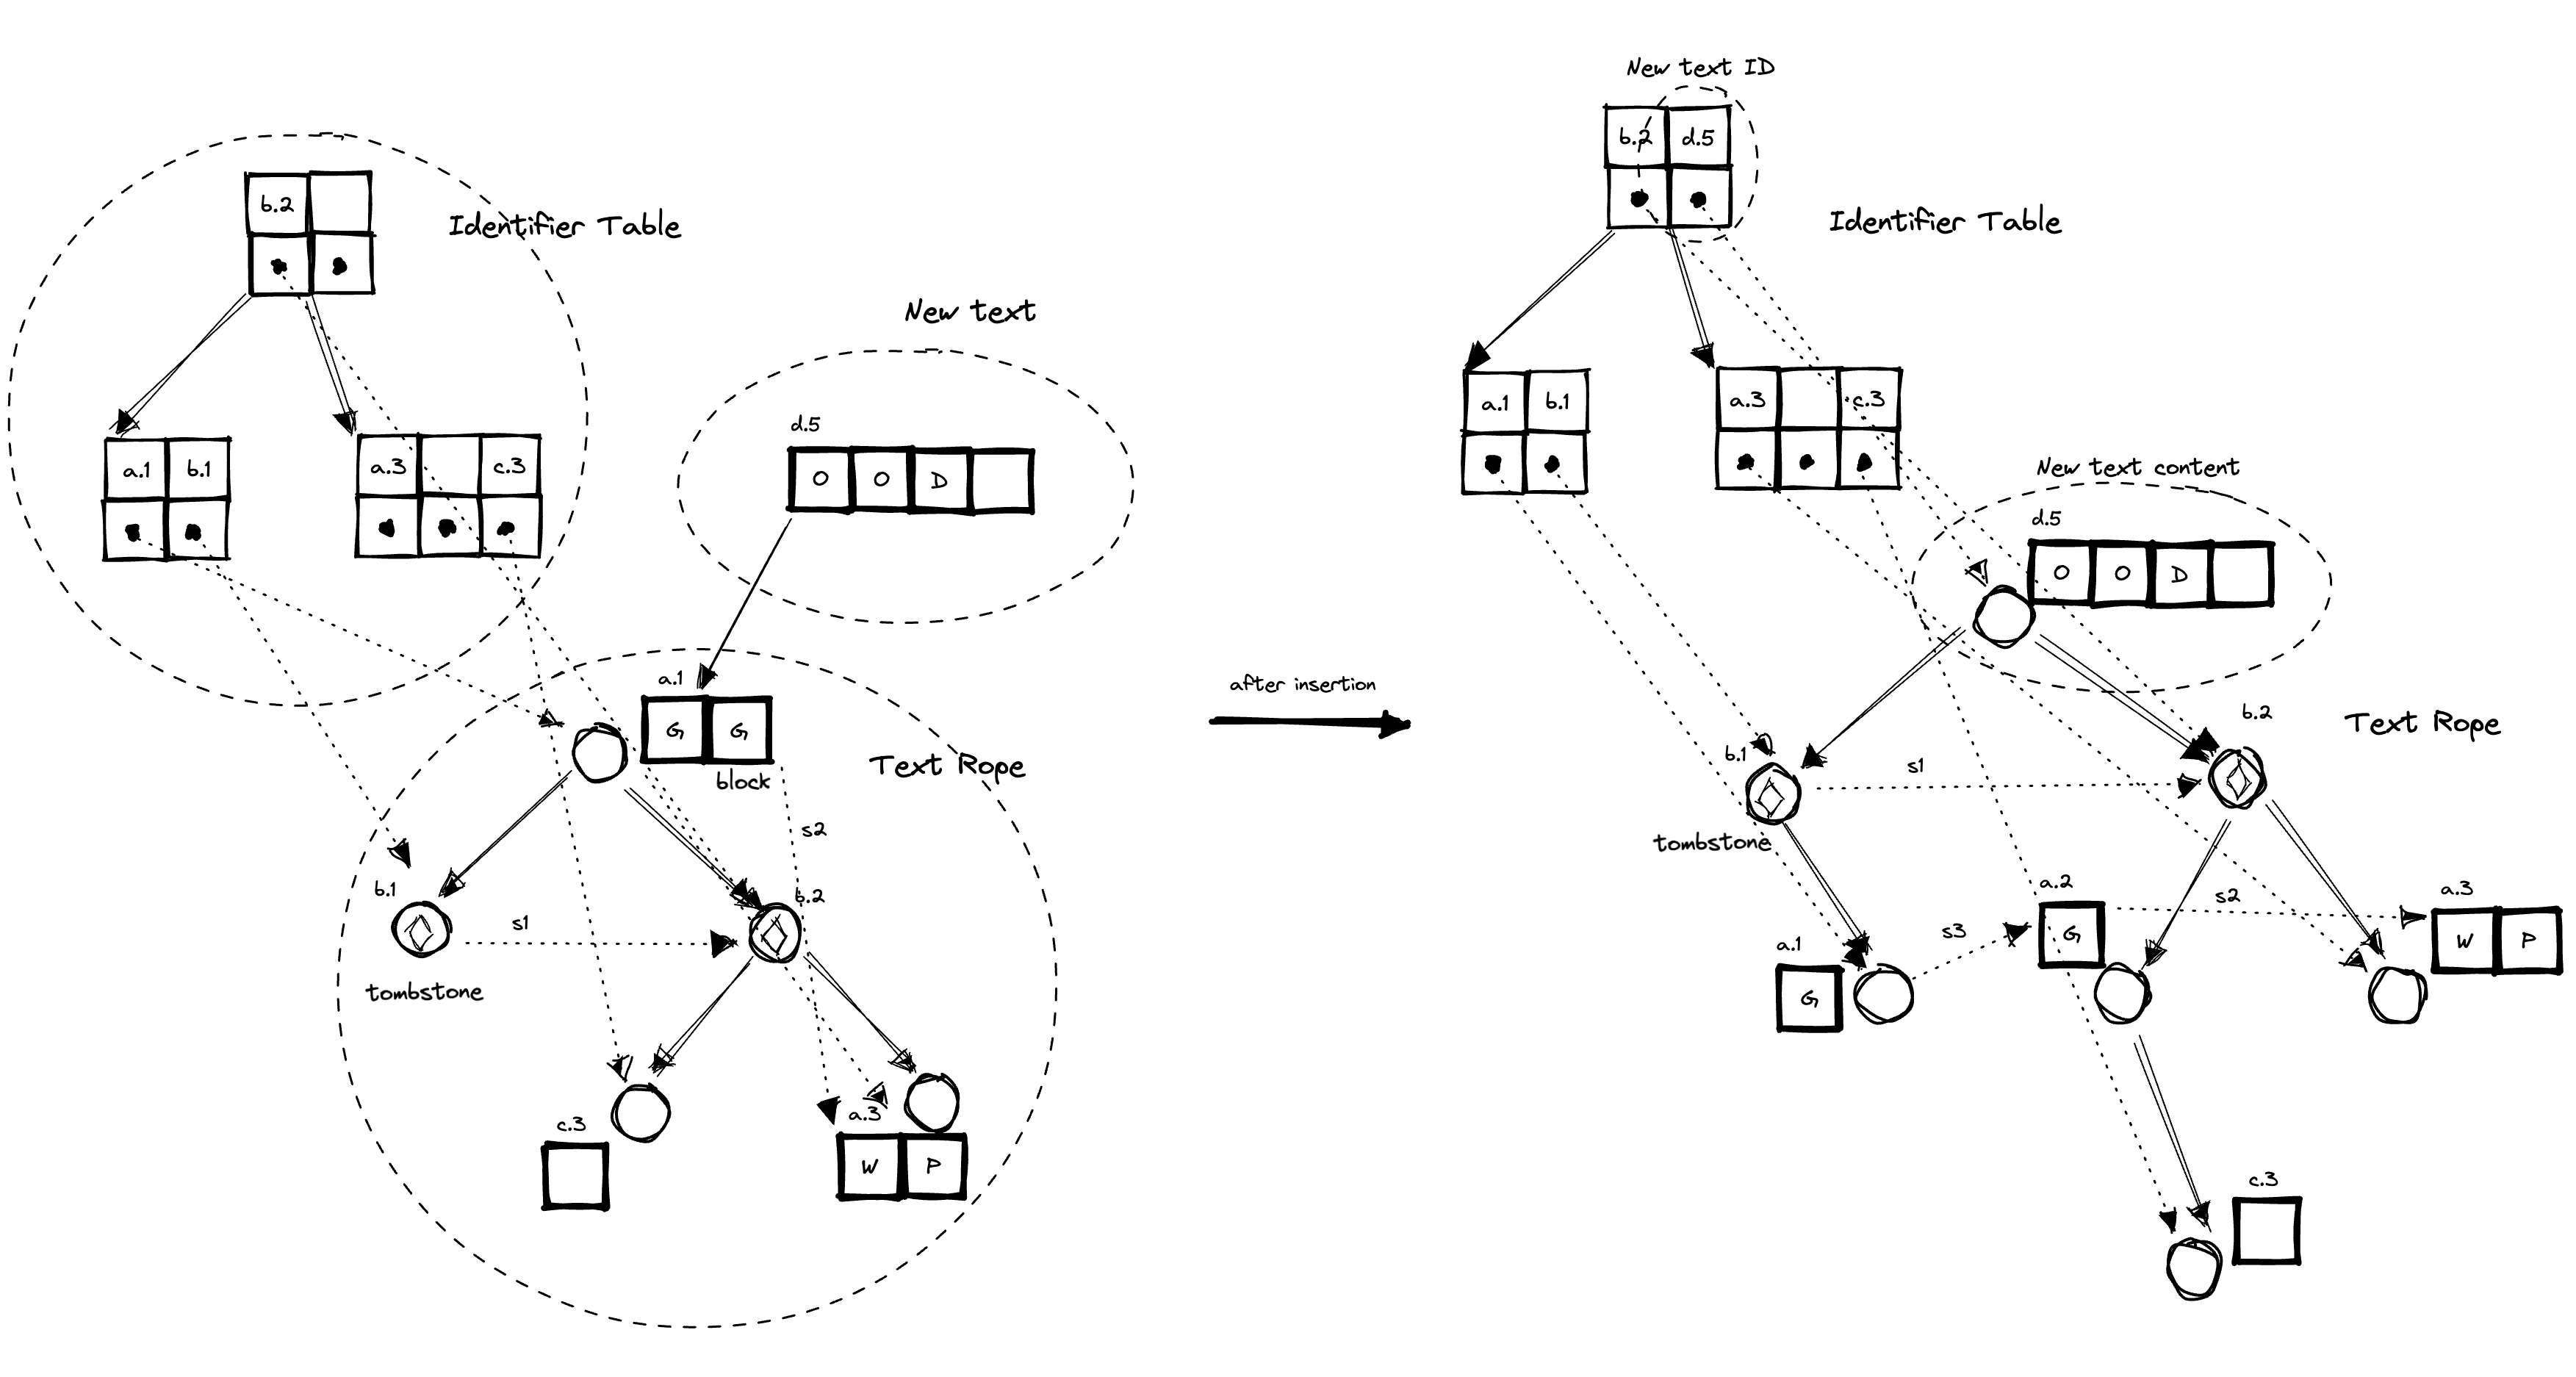 b.2
Identifier Table
a.1 b.1
a.3 c.3
New text
d.5
O O D
a.1
G G
block
Text Rope
s2
b.1
b.2
s1
tombstone
c.3
a.3
W P
after insertion
New text ID
b.2 d.5
Identifier Table
a.1 b.1
a.3 c.3
New text content
d.5
O O D
b.2
Text Rope
b.1
s1
tombstone
a.2
G
s2
a.3
W P
s3
a.1
G
c.3